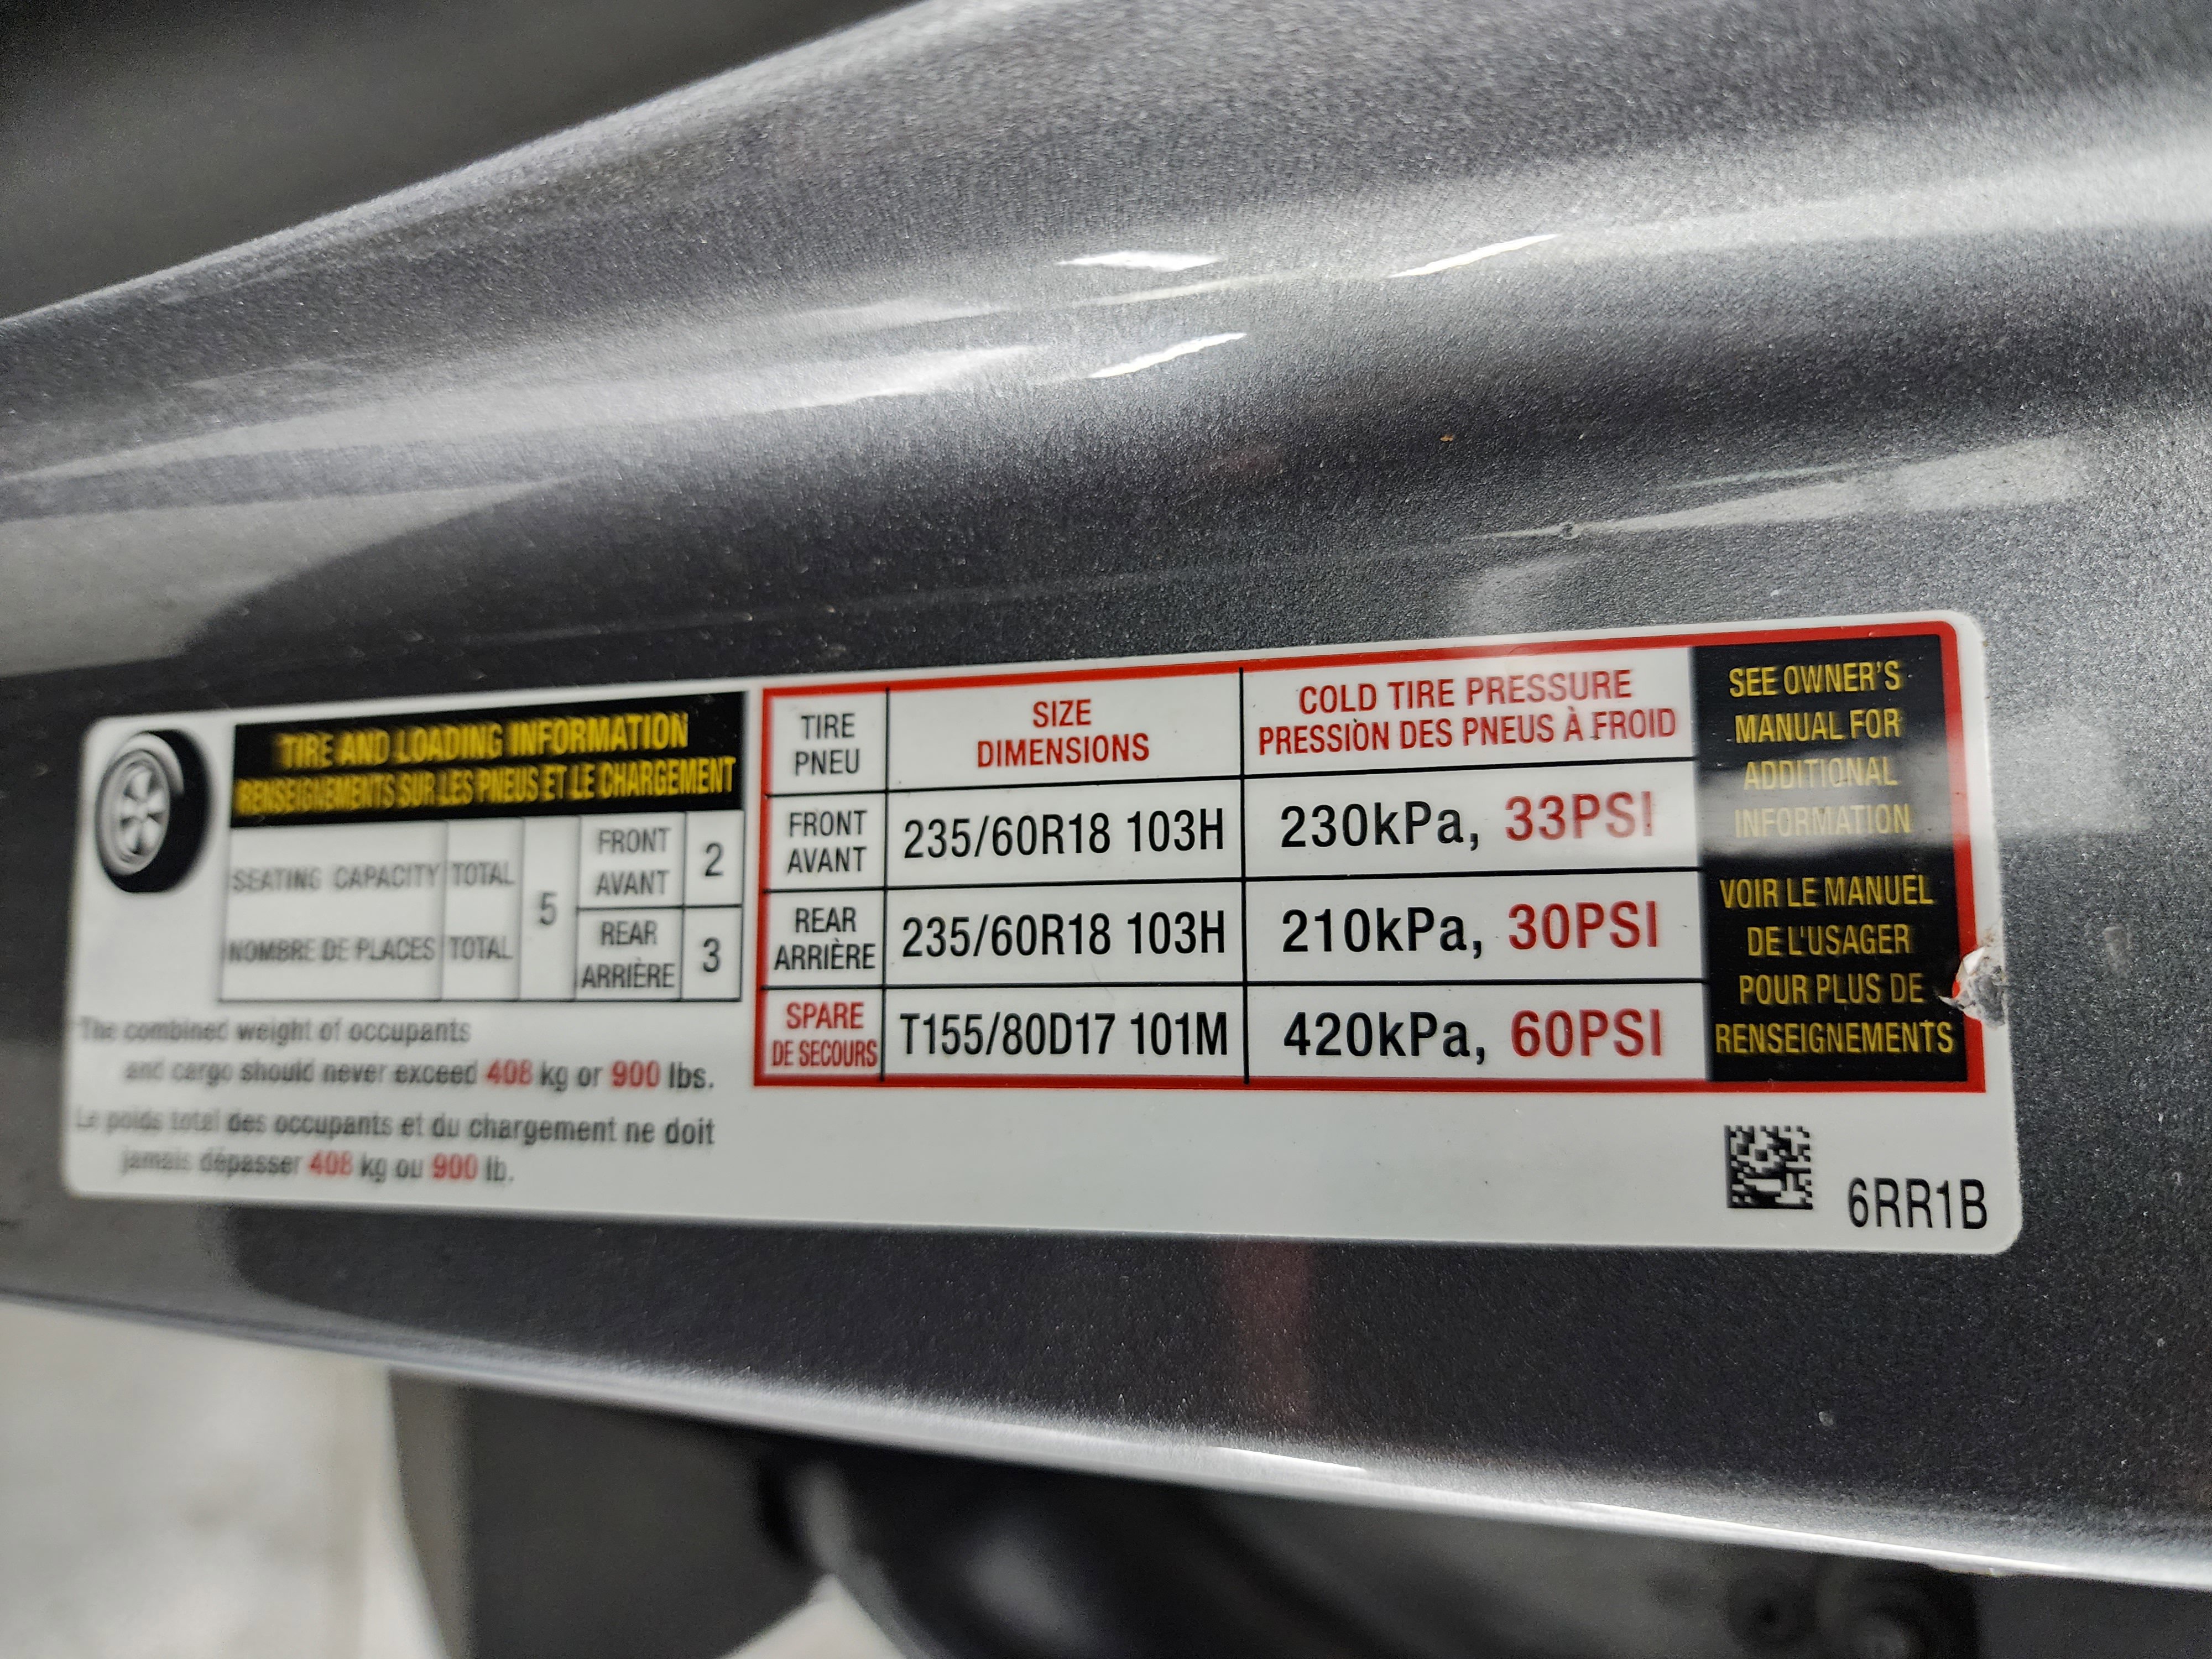 TIRE AND LOADING INFORMATION
RENSEIGNEMENTS SUR LES PNEUS ET LE CHARGEMENT
SEATING CAPACITY TOTAL
NOMBRE DE PLACES TOTAL
5
FRONT
AVANT
2
REAR
ARRIÈRE
3
The combined weight of occupants
and cargo should never exceed 408 kg or 900 lbs.
Le poids total des occupants et du chargement ne doit
jamais dépasser 408 kg ou 900 lb.
TIRE
PNEU
SIZE
DIMENSIONS
COLD TIRE PRESSURE
PRESSION DES PNEUS À FROID
FRONT
AVANT
235/60R18 103H
230kPa, 33PSI
REAR
ARRIÈRE
235/60R18 103H
210kPa, 30PSI
SPARE
DE SECOURS
T155/80D17 101M
420kPa, 60PSI
SEE OWNER'S
MANUAL FOR
ADDITIONAL
INFORMATION
VOIR LE MANUEL
DE L'USAGER
POUR PLUS DE
RENSEIGNEMENTS
6RR1B